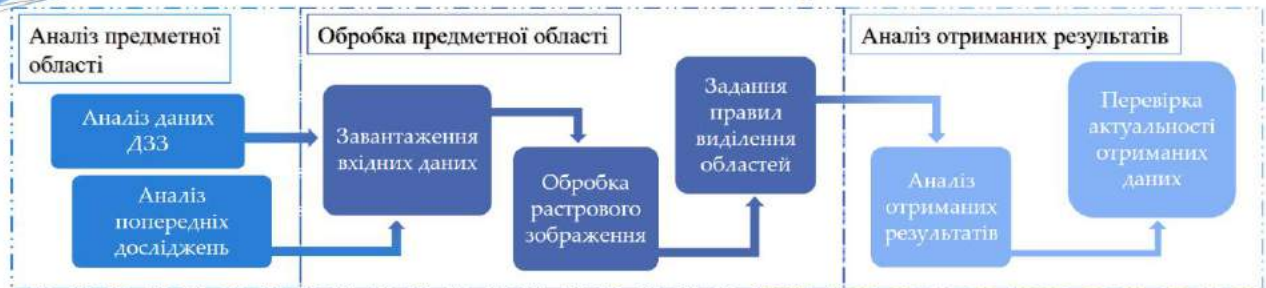 Аналіз предметної
області
Аналіз даних
ДЗЗ
Аналіз
попередніх
досліджень
Обробка предметної області
Завантаження
вхідних даних
Обробка
растрового
зображення
Задання
правил
виділення
областей
Аналіз отриманих результатів
Аналіз
отриманих
результатів
Перевірка
актуальності
отриманих
даних